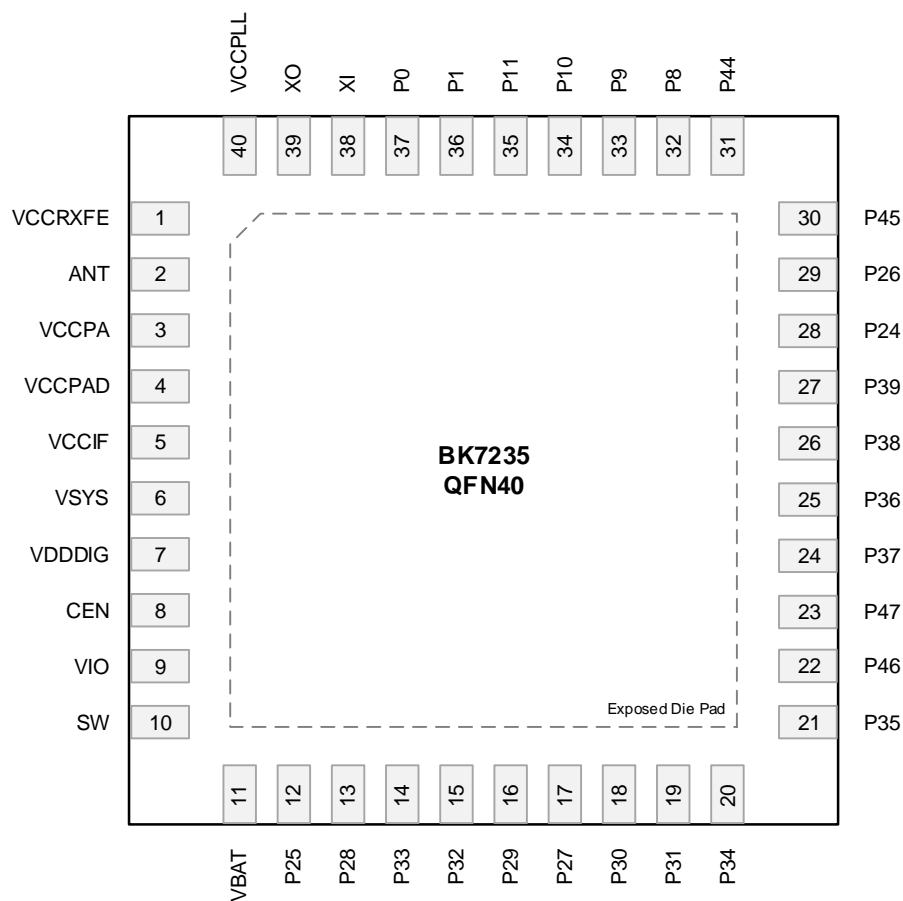 VCCPLL XO XI P0 P1 P11 P10 P9 P8 P44
40 39 38 37 36 35 34 33 32 31
VCCRXFE 1 30 P45
ANT 2 29 P26
VCCPA 3 28 P24
VCCPAD 4 27 P39
VCCIF 5 26 P38
BK7235
QFN40
VSYS 6 25 P36
VDDDIG 7 24 P37
CEN 8 23 P47
VIO 9 22 P46
Exposed Die Pad
SW 10 21 P35
11 12 13 14 15 16 17 18 19 20
VBAT P25 P28 P33 P32 P29 P27 P30 P31 P34